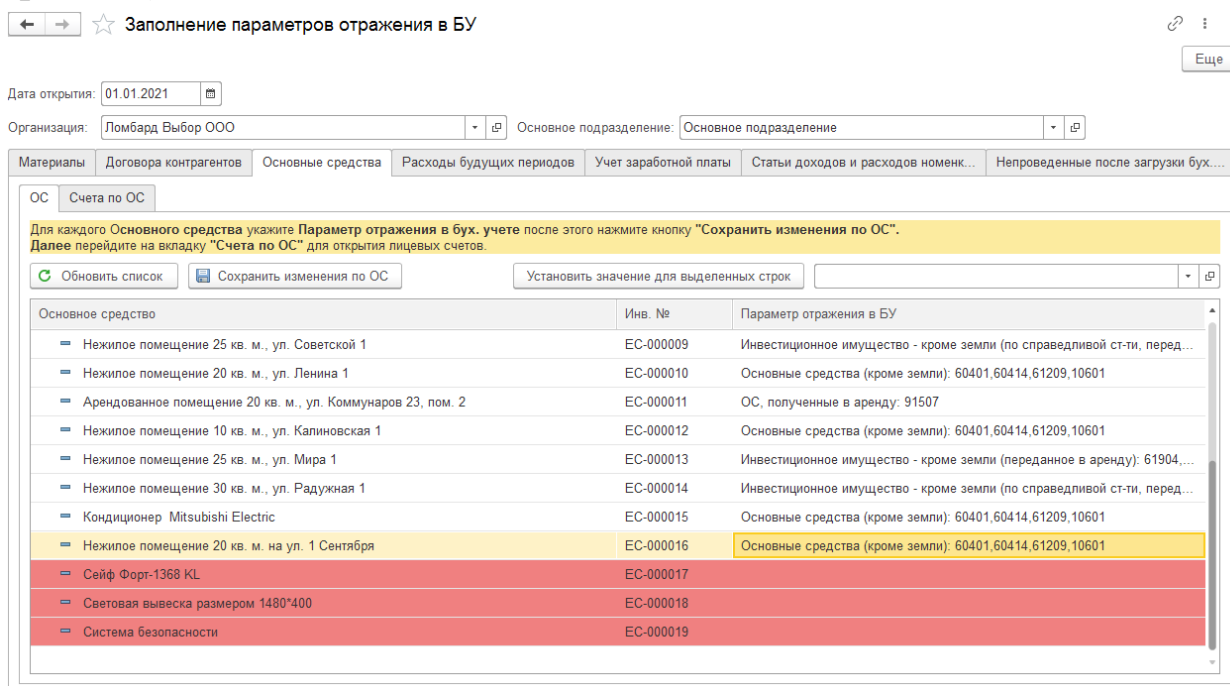 Заполнение параметров отражения в БУ
Еще
Дата открытия: 01.01.2021
Организация: Ломбард Выбор ООО Основное подразделение: Основное подразделение
Материалы Договора контрагентов Основные средства Расходы будущих периодов Учет заработной платы Статьи доходов и расходов номенк... Непроведенные после загрузки бух....
ОС Счета по ОС
Для каждого Основного средства укажите Параметр отражения в бух. учете после этого нажмите кнопку "Сохранить изменения по ОС".
Далее перейдите на вкладку "Счета по ОС" для открытия лицевых счетов.
Обновить список Сохранить изменения по ОС Установить значение для выделенных строк
Основное средство Инв. № Параметр отражения в БУ
Нежилое помещение 25 кв. м., ул. Советской 1 ЕС-000009 Инвестиционное имущество - кроме земли (по справедливой ст-ти, перед...
Нежилое помещение 20 кв. м., ул. Ленина 1 ЕС-000010 Основные средства (кроме земли): 60401,60414,61209,10601
Арендованное помещение 20 кв. м., ул. Коммунаров 23, пом. 2 ЕС-000011 ОС, полученные в аренду: 91507
Нежилое помещение 10 кв. м., ул. Калиновская 1 ЕС-000012 Основные средства (кроме земли): 60401,60414,61209,10601
Нежилое помещение 25 кв. м., ул. Мира 1 ЕС-000013 Инвестиционное имущество - кроме земли (переданное в аренду): 61904,...
Нежилое помещение 30 кв. м., ул. Радужная 1 ЕС-000014 Инвестиционное имущество - кроме земли (по справедливой ст-ти, перед...
Кондиционер Mitsubishi Electric ЕС-000015 Основные средства (кроме земли): 60401,60414,61209,10601
Нежилое помещение 20 кв. м. на ул. 1 Сентября ЕС-000016 Основные средства (кроме земли): 60401,60414,61209,10601
Сейф Форт-1368 KL ЕС-000017
Световая вывеска размером 1480*400 ЕС-000018
Система безопасности ЕС-000019